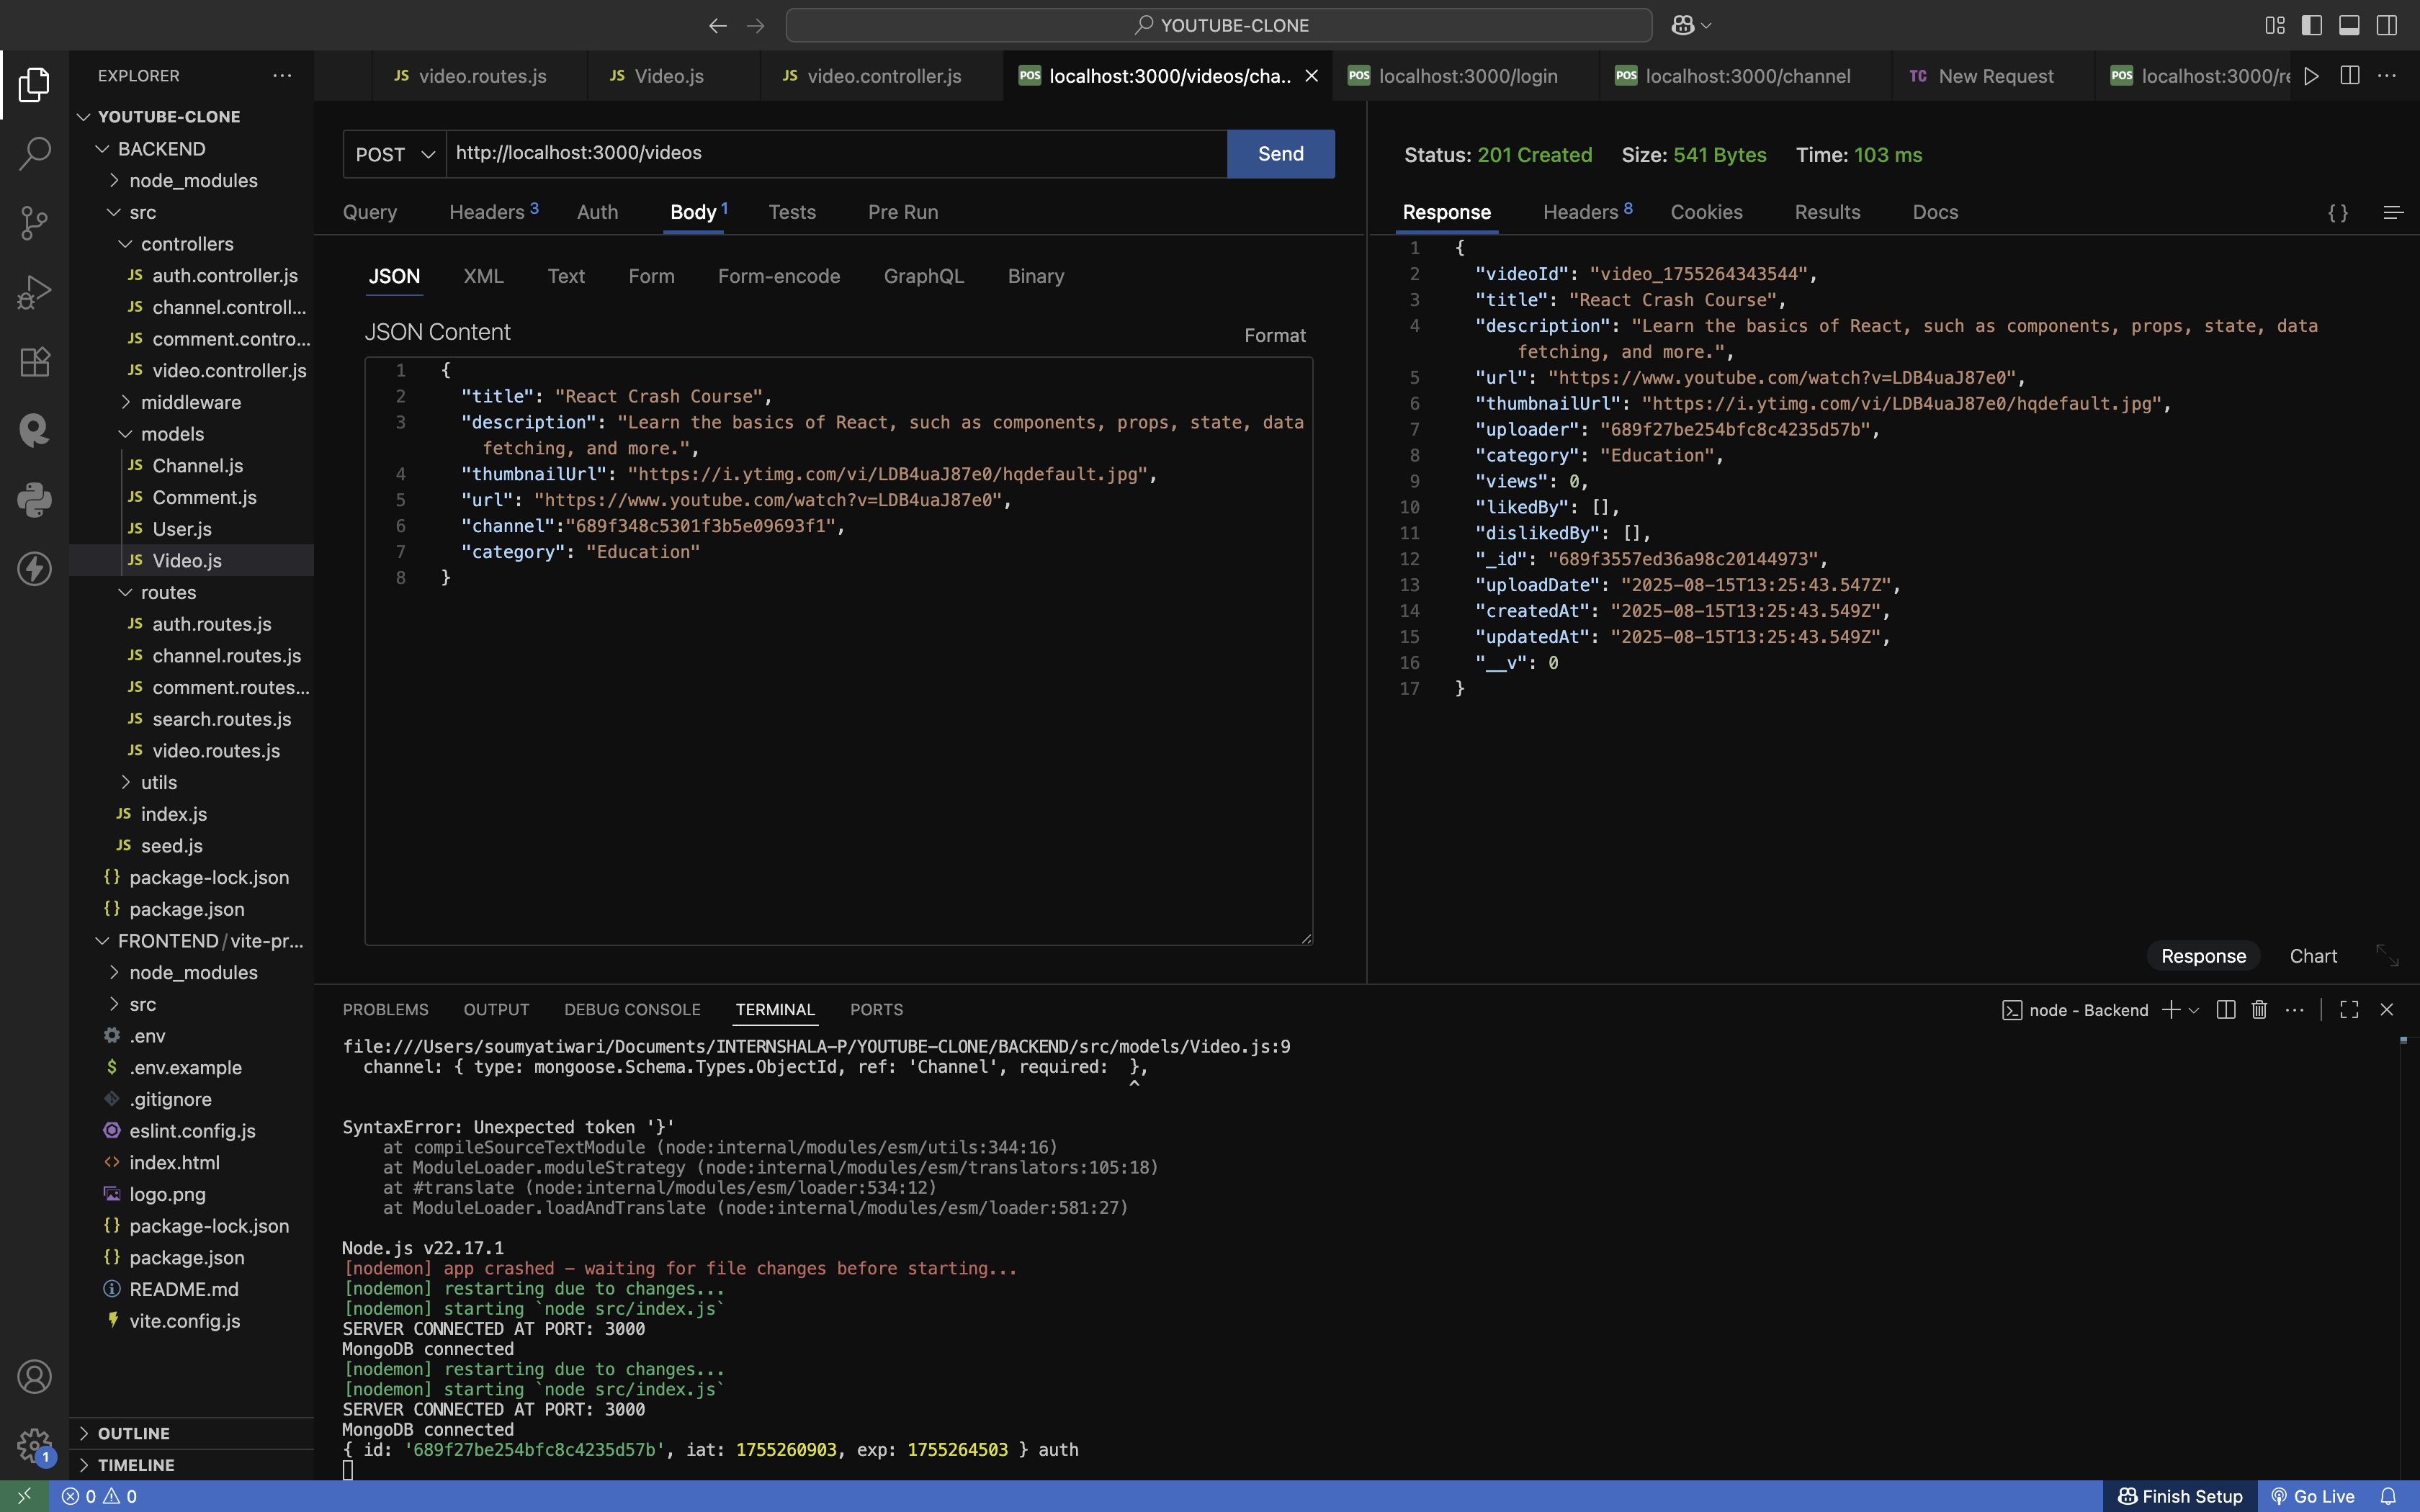 YOUTUBE-CLONE
EXPLORER
YOUTUBE-CLONE
BACKEND
node_modules
src
controllers
JS auth.controller.js
JS channel.controll...
JS comment.contro...
JS video.controller.js
middleware
models
JS Channel.js
JS Comment.js
JS User.js
JS Video.js
routes
JS auth.routes.js
JS channel.routes.js
JS comment.routes...
JS search.routes.js
JS video.routes.js
utils
JS index.js
JS seed.js
{} package-lock.json
{} package.json
FRONTEND / vite-pr...
node_modules
src
.env
$ .env.example
.gitignore
eslint.config.js
<> index.html
logo.png
{} package-lock.json
{} package.json
README.md
vite.config.js
OUTLINE
TIMELINE
1
JS video.routes.js
JS Video.js
JS video.controller.js
POS localhost:3000/videos/cha..
POS localhost:3000/login
POS localhost:3000/channel
TC New Request
POS localhost:3000/re
POST
http://localhost:3000/videos
Send
Query Headers 3 Auth Body 1 Tests Pre Run
JSON XML Text Form Form-encode GraphQL Binary
JSON Content
Format
1 {
2 "title": "React Crash Course",
3 "description": "Learn the basics of React, such as components, props, state, data
fetching, and more.",
4 "thumbnailUrl": "https://i.ytimg.com/vi/LDB4uaJ87e0/hqdefault.jpg",
5 "url": "https://www.youtube.com/watch?v=LDB4uaJ87e0",
6 "channel":"689f348c5301f3b5e09693f1",
7 "category": "Education"
8 }
Status: 201 Created Size: 541 Bytes Time: 103 ms
Response Headers 8 Cookies Results Docs
{ }
1 {
2 "videoId": "video_1755264343544",
3 "title": "React Crash Course",
4 "description": "Learn the basics of React, such as components, props, state, data
fetching, and more.",
5 "url": "https://www.youtube.com/watch?v=LDB4uaJ87e0",
6 "thumbnailUrl": "https://i.ytimg.com/vi/LDB4uaJ87e0/hqdefault.jpg",
7 "uploader": "689f27be254bfc8c4235d57b",
8 "category": "Education",
9 "views": 0,
10 "likedBy": [],
11 "dislikedBy": [],
12 "_id": "689f3557ed36a98c20144973",
13 "uploadDate": "2025-08-15T13:25:43.547Z",
14 "createdAt": "2025-08-15T13:25:43.549Z",
15 "updatedAt": "2025-08-15T13:25:43.549Z",
16 "__v": 0
17 }
Response Chart
PROBLEMS OUTPUT DEBUG CONSOLE TERMINAL PORTS
node - Backend
file:///Users/soumyatiwari/Documents/INTERNSHALA-P/YOUTUBE-CLONE/BACKEND/src/models/Video.js:9
channel: { type: mongoose.Schema.Types.ObjectId, ref: 'Channel', required:  },
^
SyntaxError: Unexpected token '}'
at compileSourceTextModule (node:internal/modules/esm/utils:344:16)
at ModuleLoader.moduleStrategy (node:internal/modules/esm/translators:105:18)
at #translate (node:internal/modules/esm/loader:534:12)
at ModuleLoader.loadAndTranslate (node:internal/modules/esm/loader:581:27)
Node.js v22.17.1
[nodemon] app crashed - waiting for file changes before starting...
[nodemon] restarting due to changes...
[nodemon] starting `node src/index.js`
SERVER CONNECTED AT PORT: 3000
MongoDB connected
[nodemon] restarting due to changes...
[nodemon] starting `node src/index.js`
SERVER CONNECTED AT PORT: 3000
MongoDB connected
{ id: '689f27be254bfc8c4235d57b', iat: 1755260903, exp: 1755264503 } auth
0 0
Finish Setup
Go Live